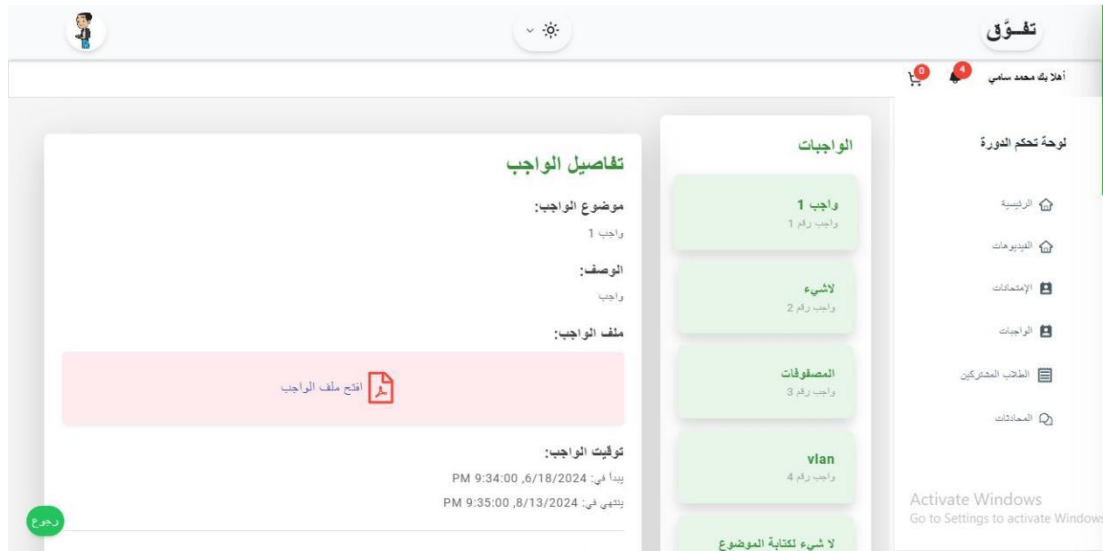 تفــوَّق
أهلا بك محمد سامي
4
0
لوحة تحكم الدورة
الرئيسية
الفيديوهات
الإمتحانات
الواجبات
الطلاب المشتركين
المحادثات
الواجبات
واجب 1
واجب رقم 1
لاشيء
واجب رقم 2
المصفوفات
واجب رقم 3
vlan
واجب رقم 4
لا شيء لكتابة الموضوع
تفاصيل الواجب
موضوع الواجب:
واجب 1
الوصف:
واجب
ملف الواجب:
افتح ملف الواجب
توقيت الواجب:
يبدأ في: 6/18/2024, 9:34:00 PM
ينتهي في: 8/13/2024, 9:35:00 PM
رجوع
Activate Windows
Go to Settings to activate Windows